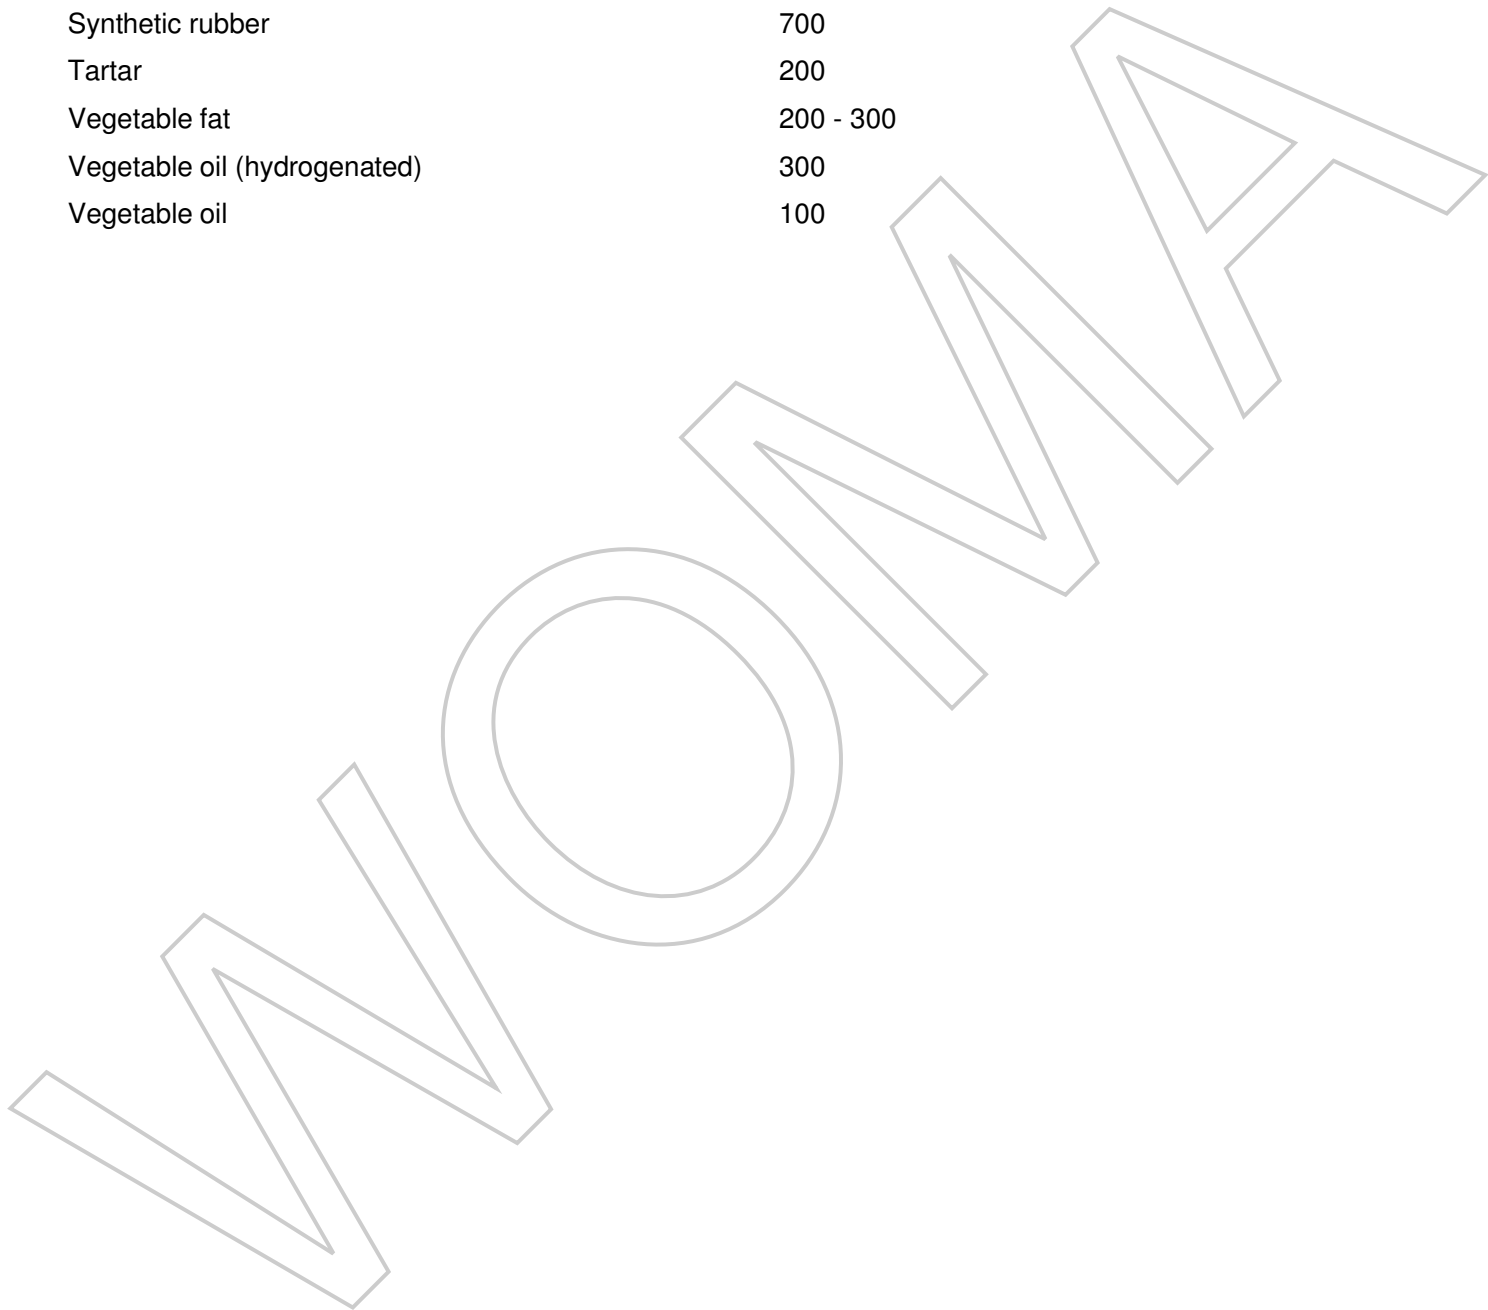 Synthetic rubber 700
Tartar 200
Vegetable fat 200 - 300
Vegetable oil (hydrogenated) 300
Vegetable oil 100
WOMA